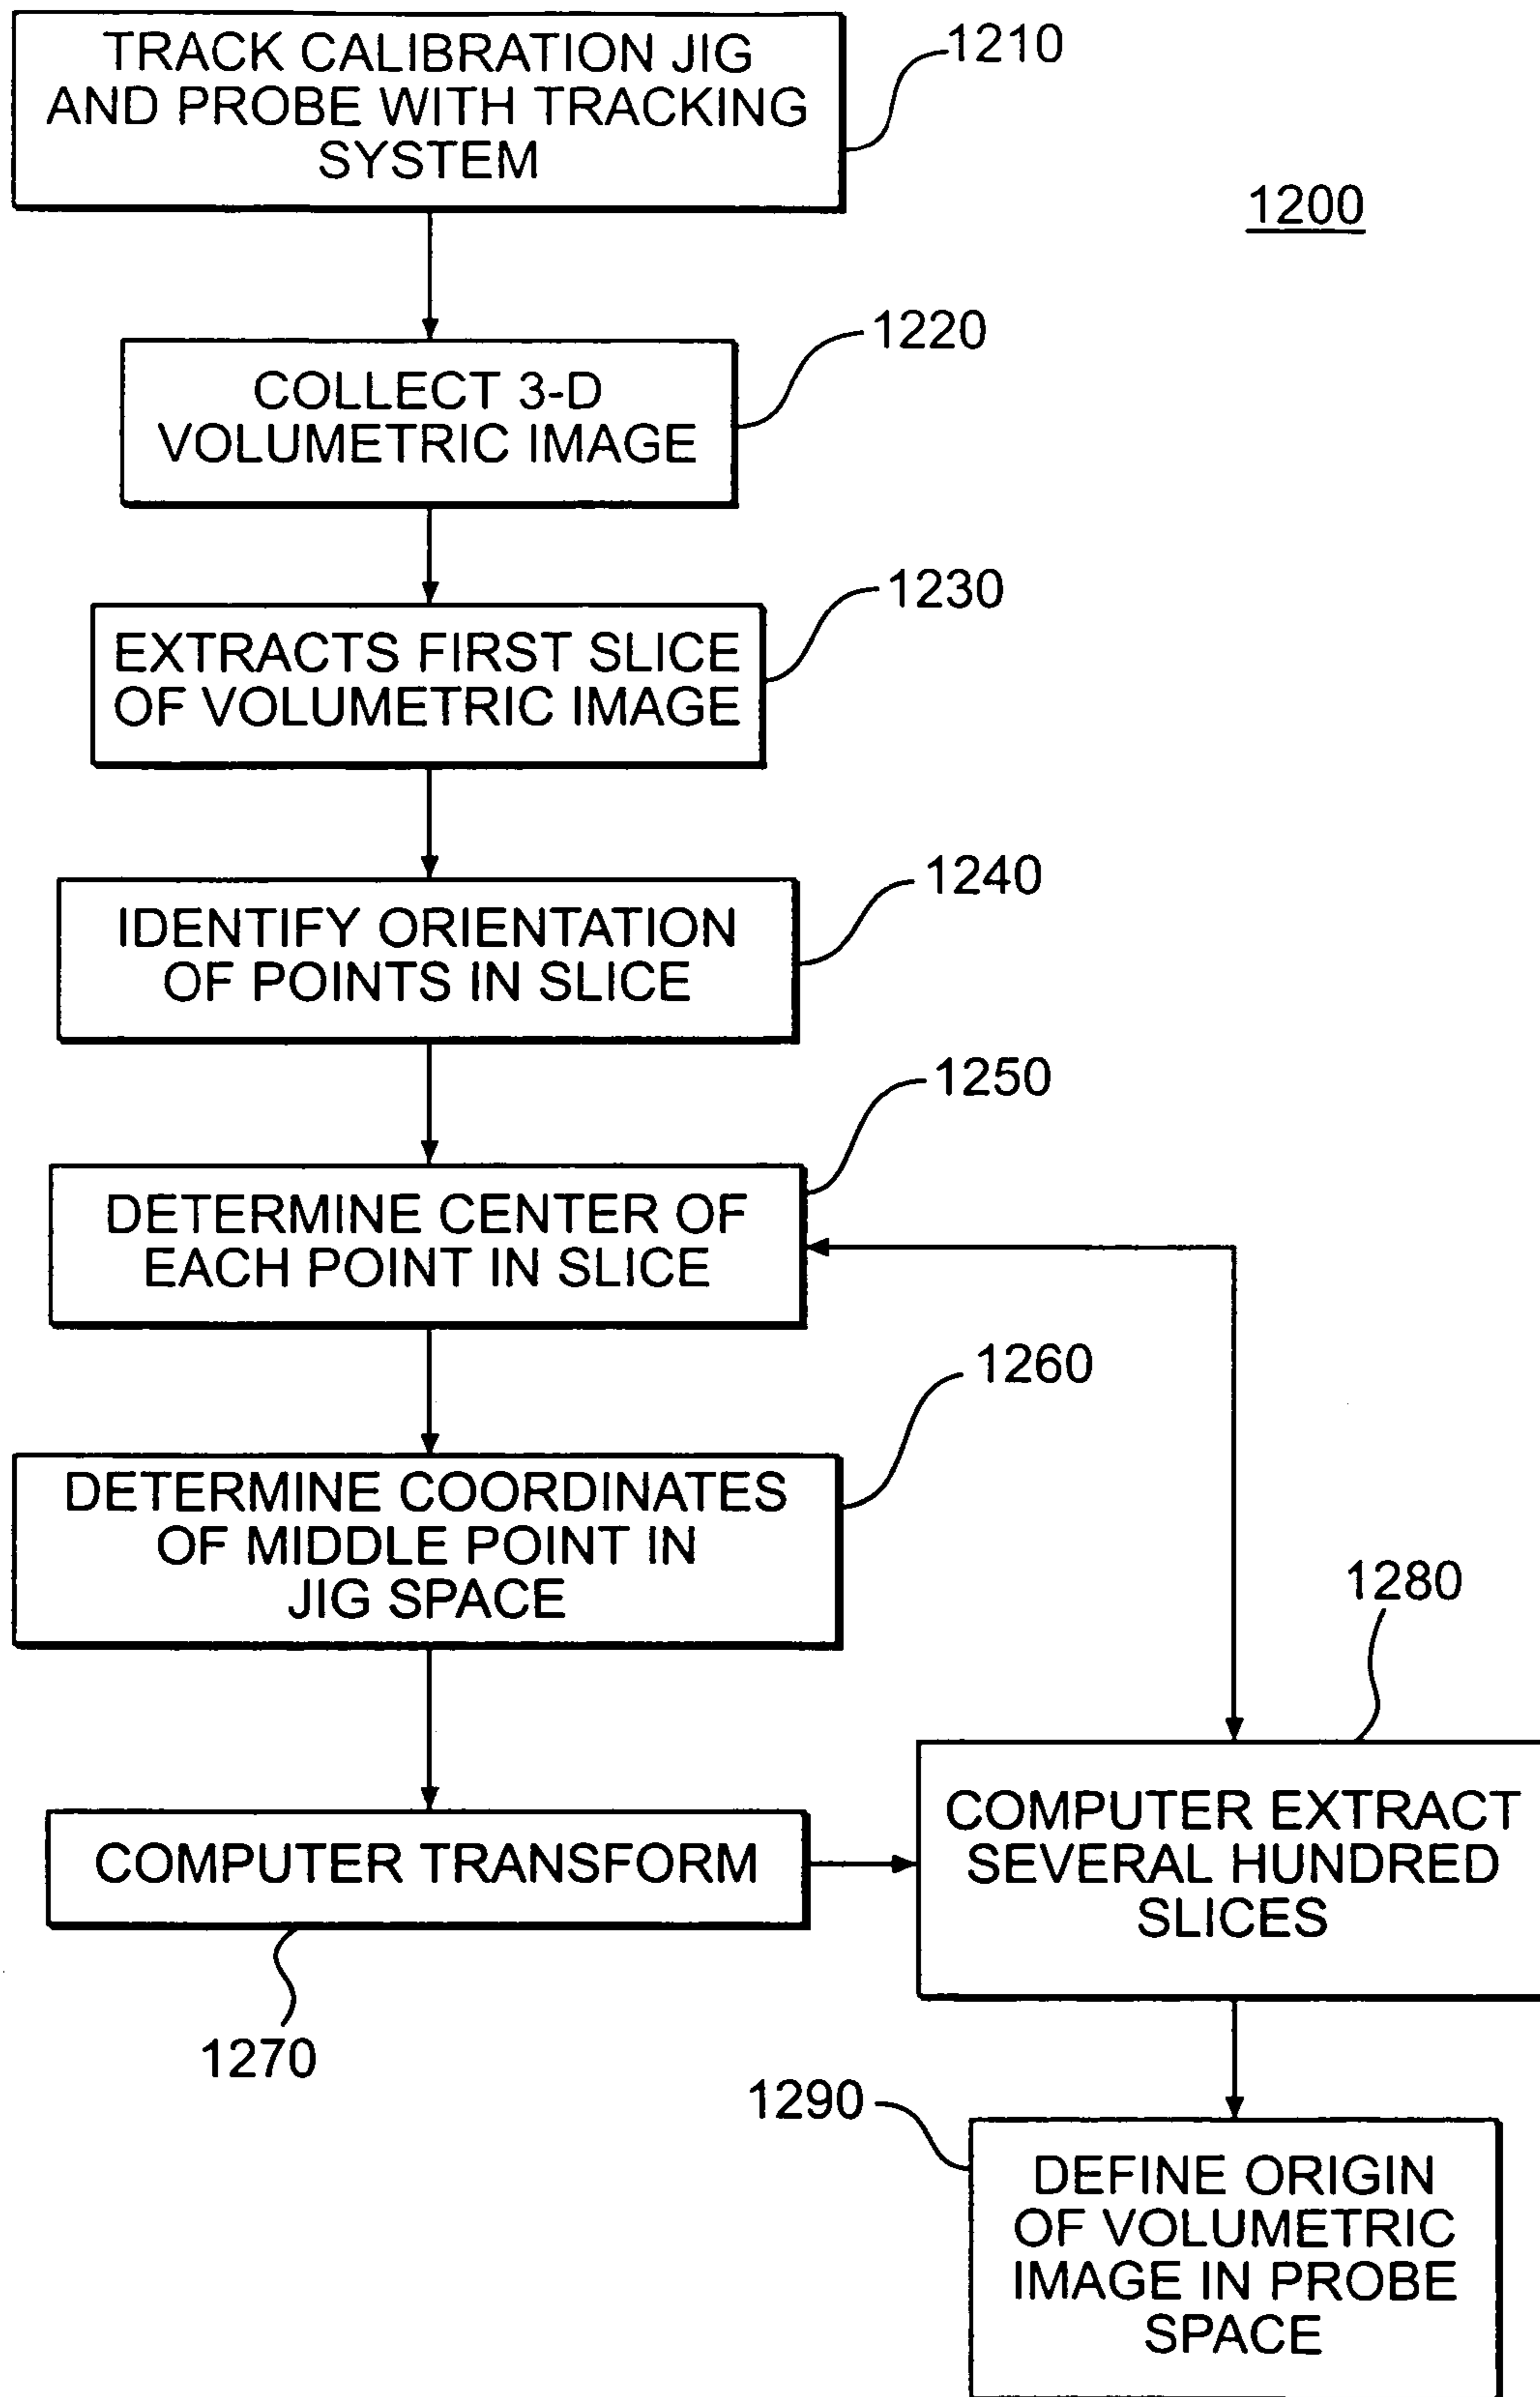 TRACK CALIBRATION JIG
AND PROBE WITH TRACKING
SYSTEM
1210
1200
COLLECT 3-D
VOLUMETRIC IMAGE
1220
EXTRACTS FIRST SLICE
OF VOLUMETRIC IMAGE
1230
IDENTIFY ORIENTATION
OF POINTS IN SLICE
1240
DETERMINE CENTER OF
EACH POINT IN SLICE
1250
DETERMINE COORDINATES
OF MIDDLE POINT IN
JIG SPACE
1260
COMPUTER TRANSFORM
1270
COMPUTER EXTRACT
SEVERAL HUNDRED
SLICES
1280
DEFINE ORIGIN
OF VOLUMETRIC
IMAGE IN PROBE
SPACE
1290